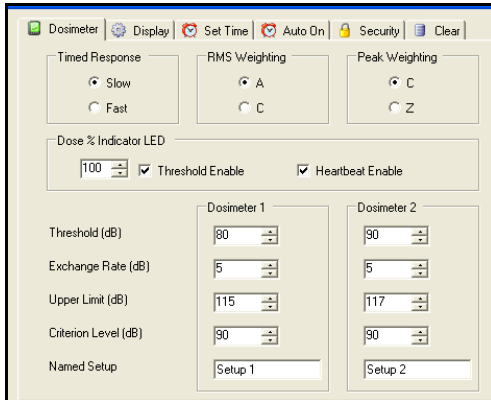 Dosimeter Display Set Time Auto On Security Clear
Timed Response RMS Weighting Peak Weighting
Slow A C
Fast C Z
Dose % Indicator LED
100 Threshold Enable Heartbeat Enable
Dosimeter 1 Dosimeter 2
Threshold (dB) 80 90
Exchange Rate (dB) 5 5
Upper Limit (dB) 115 117
Criterion Level (dB) 90 90
Named Setup Setup 1 Setup 2